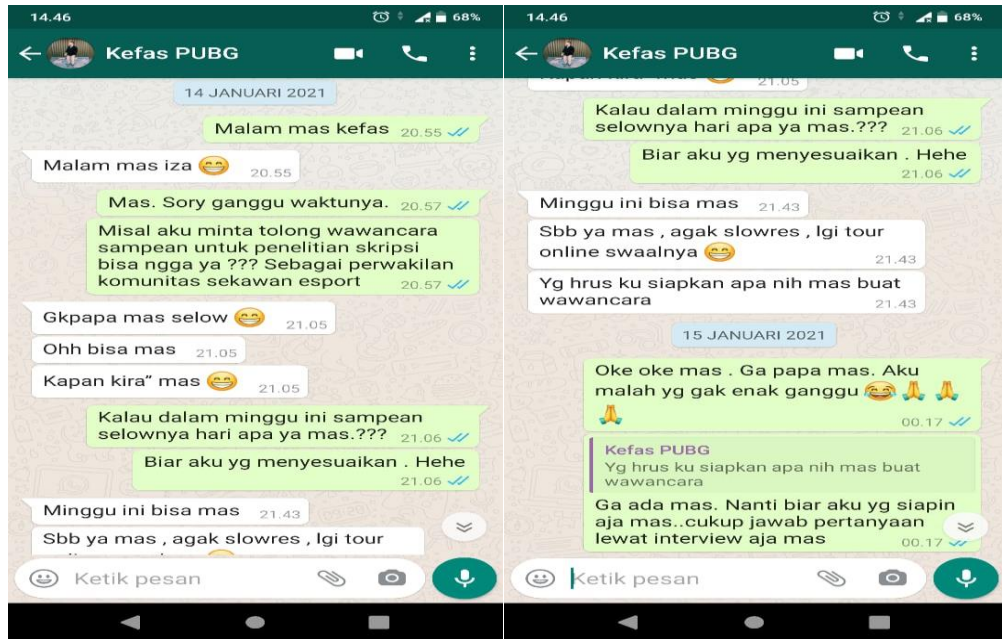 14.46
68%
Kefas PUBG
14 JANUARI 2021
Malam mas kefas 20.55
Malam mas iza 20.55
Mas. Sory ganggu waktunya. 20.57
Misal aku minta tolong wawancara
sampean untuk penelitian skripsi
bisa ngga ya ??? Sebagai perwakilan
komunitas sekawan esport 20.57
Gkpapa mas selow 21.05
Ohh bisa mas 21.05
Kapan kira" mas 21.05
Kalau dalam minggu ini sampean
selownya hari apa ya mas.??? 21.06
Biar aku yg menyesuaikan . Hehe
21.06
Minggu ini bisa mas 21.43
Sbb ya mas , agak slowres , lgi tour
Ketik pesan
14.46
68%
Kefas PUBG
21.05
Kalau dalam minggu ini sampean
selownya hari apa ya mas.??? 21.06
Biar aku yg menyesuaikan . Hehe
21.06
Minggu ini bisa mas 21.43
Sbb ya mas , agak slowres , lgi tour
online swaalnya
21.43
Yg hrus ku siapkan apa nih mas buat
wawancara 21.43
15 JANUARI 2021
Oke oke mas . Ga papa mas. Aku
malah yg gak enak ganggu 😂🙏🙏
🙏 00.17
Kefas PUBG
Yg hrus ku siapkan apa nih mas buat
wawancara
Ga ada mas. Nanti biar aku yg siapin
aja mas..cukup jawab pertanyaan
lewat interview aja mas 00.17
Ketik pesan